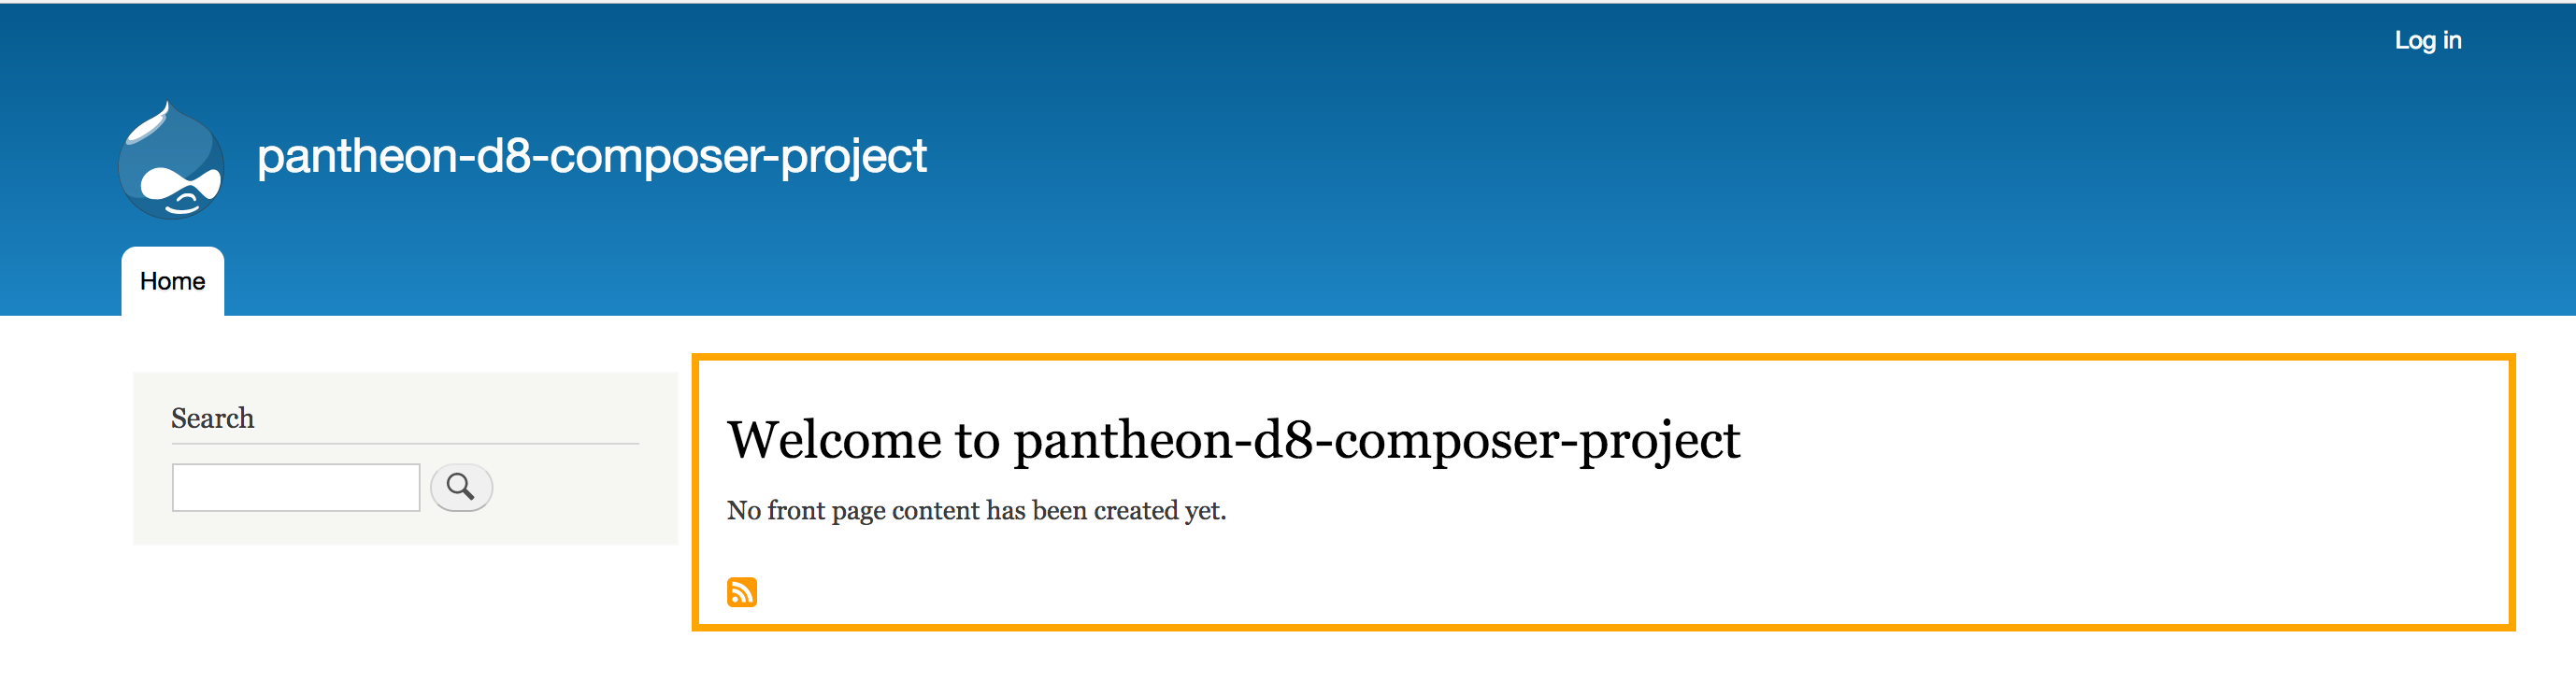 Log in
pantheon-d8-composer-project
Home
Search
Welcome to pantheon-d8-composer-project
No front page content has been created yet.